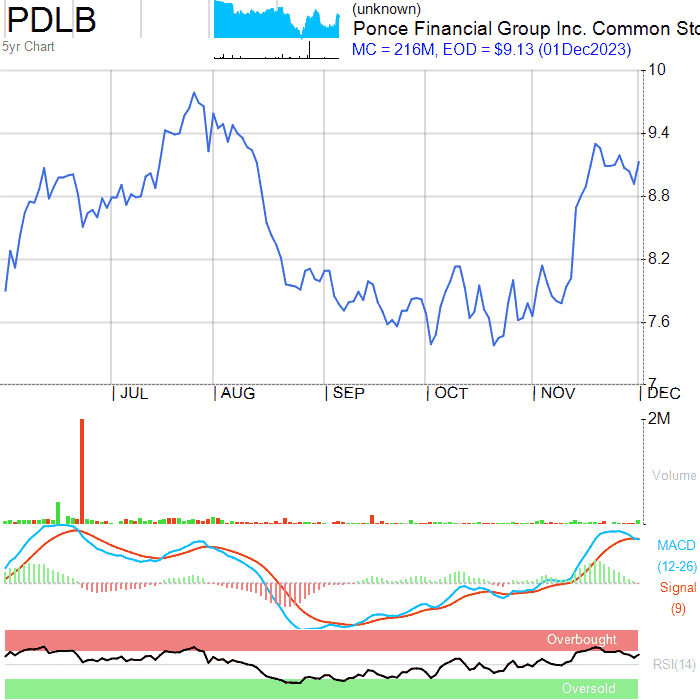 PDLB
5yr Chart
(unknown)
Ponce Financial Group Inc. Common Sto
MC = 216M, EOD = $9.13 (01Dec2023)
10
9.4
8.8
8.2
7.6
7
JUL AUG SEP OCT NOV DEC
2M
Volume
MACD
(12-26)
Signal
(9)
Overbought
RSI(14)
Oversold